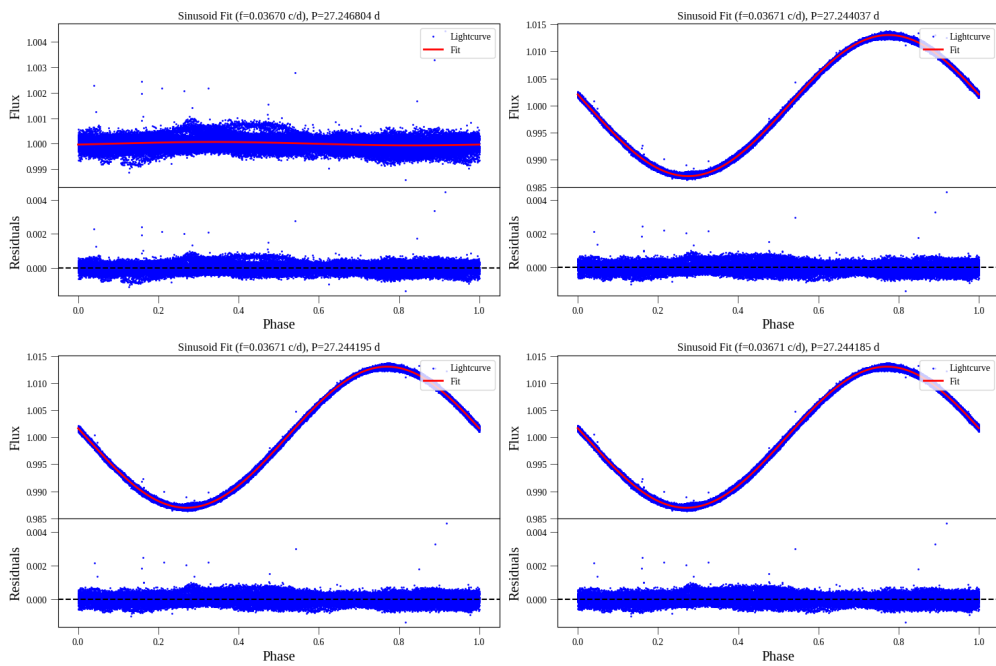 Sinusoid Fit (f=0.03670 c/d), P=27.246804 d
1.004
1.003
1.002
1.001
1.000
0.999
Flux
Lightcurve
Fit
0.004
0.002
0.000
Residuals
0.0
0.2
0.4
0.6
0.8
1.0
Phase
Sinusoid Fit (f=0.03671 c/d), P=27.244037 d
1.015
1.010
1.005
1.000
0.995
0.990
0.985
Flux
Lightcurve
Fit
0.004
0.002
0.000
Residuals
0.0
0.2
0.4
0.6
0.8
1.0
Phase
Sinusoid Fit (f=0.03671 c/d), P=27.244195 d
1.015
1.010
1.005
1.000
0.995
0.990
0.985
Flux
Lightcurve
Fit
0.004
0.002
0.000
Residuals
0.0
0.2
0.4
0.6
0.8
1.0
Phase
Sinusoid Fit (f=0.03671 c/d), P=27.244185 d
1.015
1.010
1.005
1.000
0.995
0.990
0.985
Flux
Lightcurve
Fit
0.004
0.002
0.000
Residuals
0.0
0.2
0.4
0.6
0.8
1.0
Phase